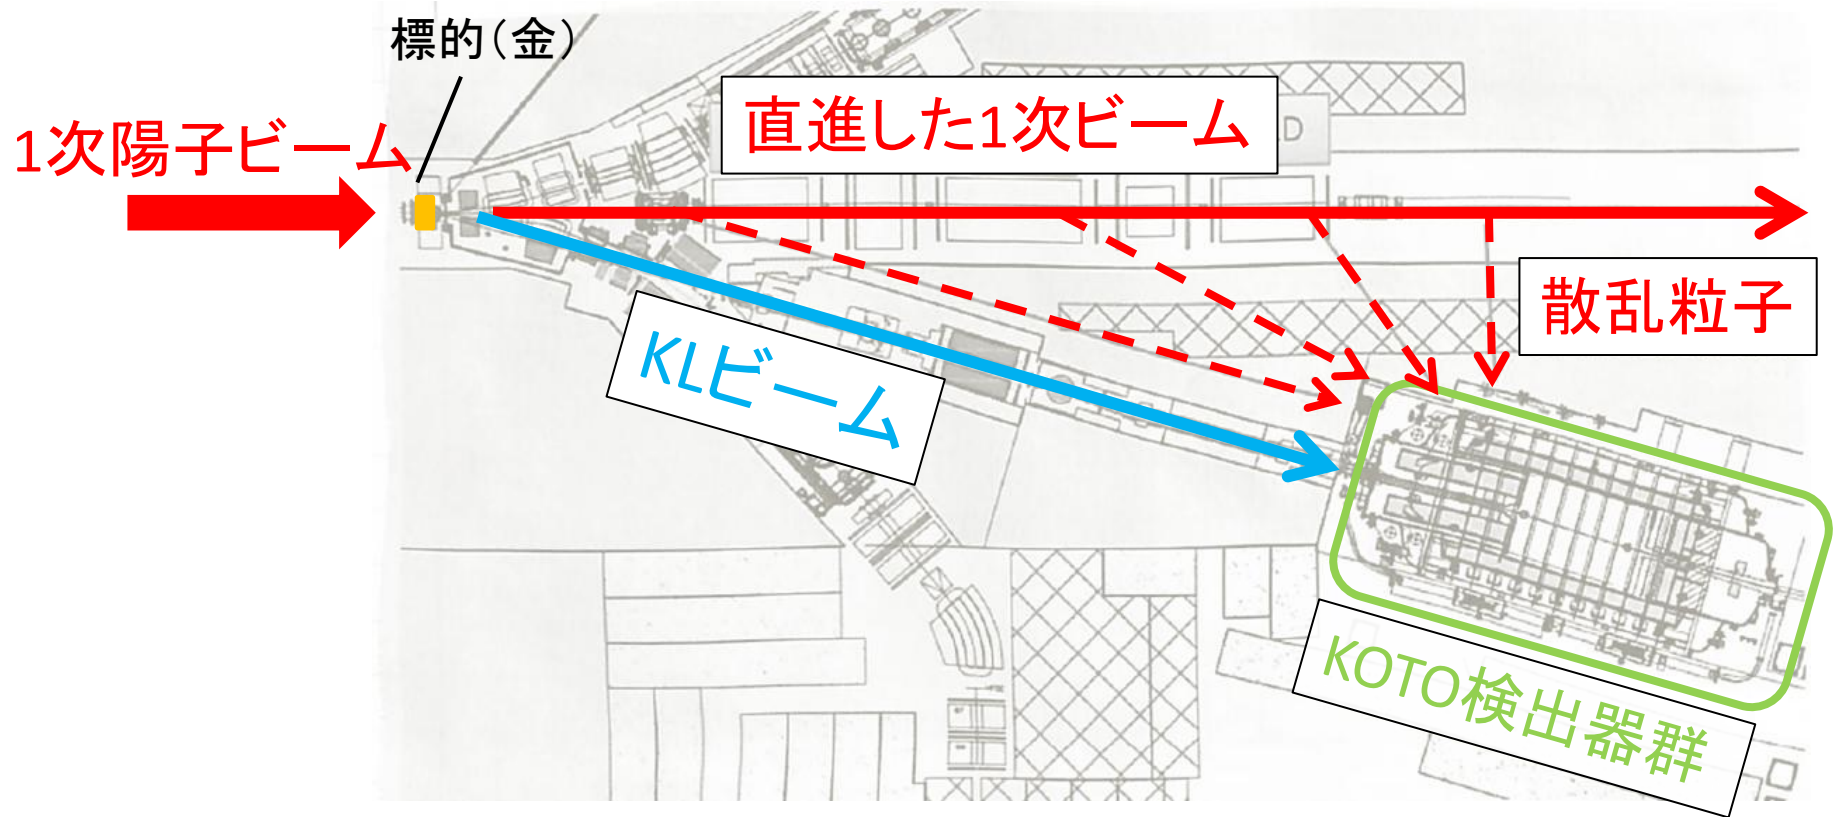 標的（金）
1次陽子ビーム
直進した1次ビーム
D
散乱粒子
KLビーム
KOTO検出器群